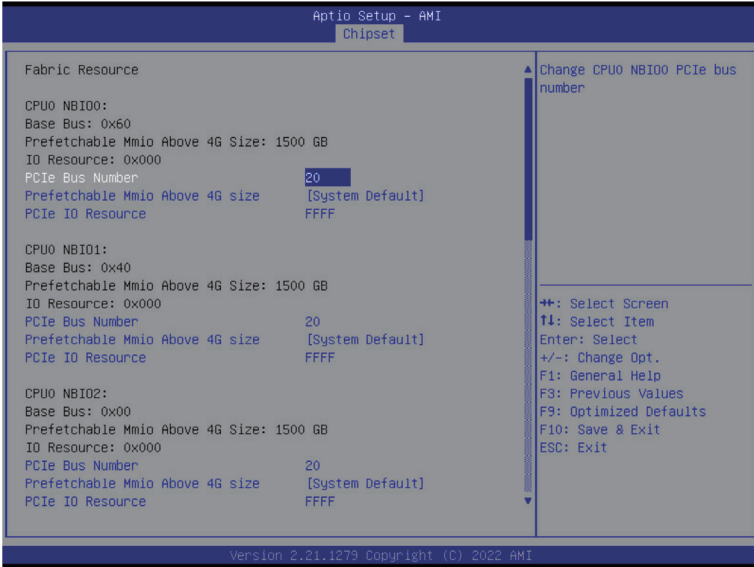 Aptio Setup – AMI
Chipset
Fabric Resource
CPU0 NBIO0:
Base Bus: 0x60
Prefetchable Mmio Above 4G Size: 1500 GB
IO Resource: 0x000
PCIe Bus Number 20
Prefetchable Mmio Above 4G size [System Default]
PCIe IO Resource FFFF
CPU0 NBIO1:
Base Bus: 0x40
Prefetchable Mmio Above 4G Size: 1500 GB
IO Resource: 0x000
PCIe Bus Number 20
Prefetchable Mmio Above 4G size [System Default]
PCIe IO Resource FFFF
CPU0 NBIO2:
Base Bus: 0x00
Prefetchable Mmio Above 4G Size: 1500 GB
IO Resource: 0x000
PCIe Bus Number 20
Prefetchable Mmio Above 4G size [System Default]
PCIe IO Resource FFFF
Change CPU0 NBIO0 PCIe bus
number
→←: Select Screen
↑↓: Select Item
Enter: Select
+/-: Change Opt.
F1: General Help
F3: Previous Values
F9: Optimized Defaults
F10: Save & Exit
ESC: Exit
Version 2.21.1279 Copyright (C) 2022 AMI